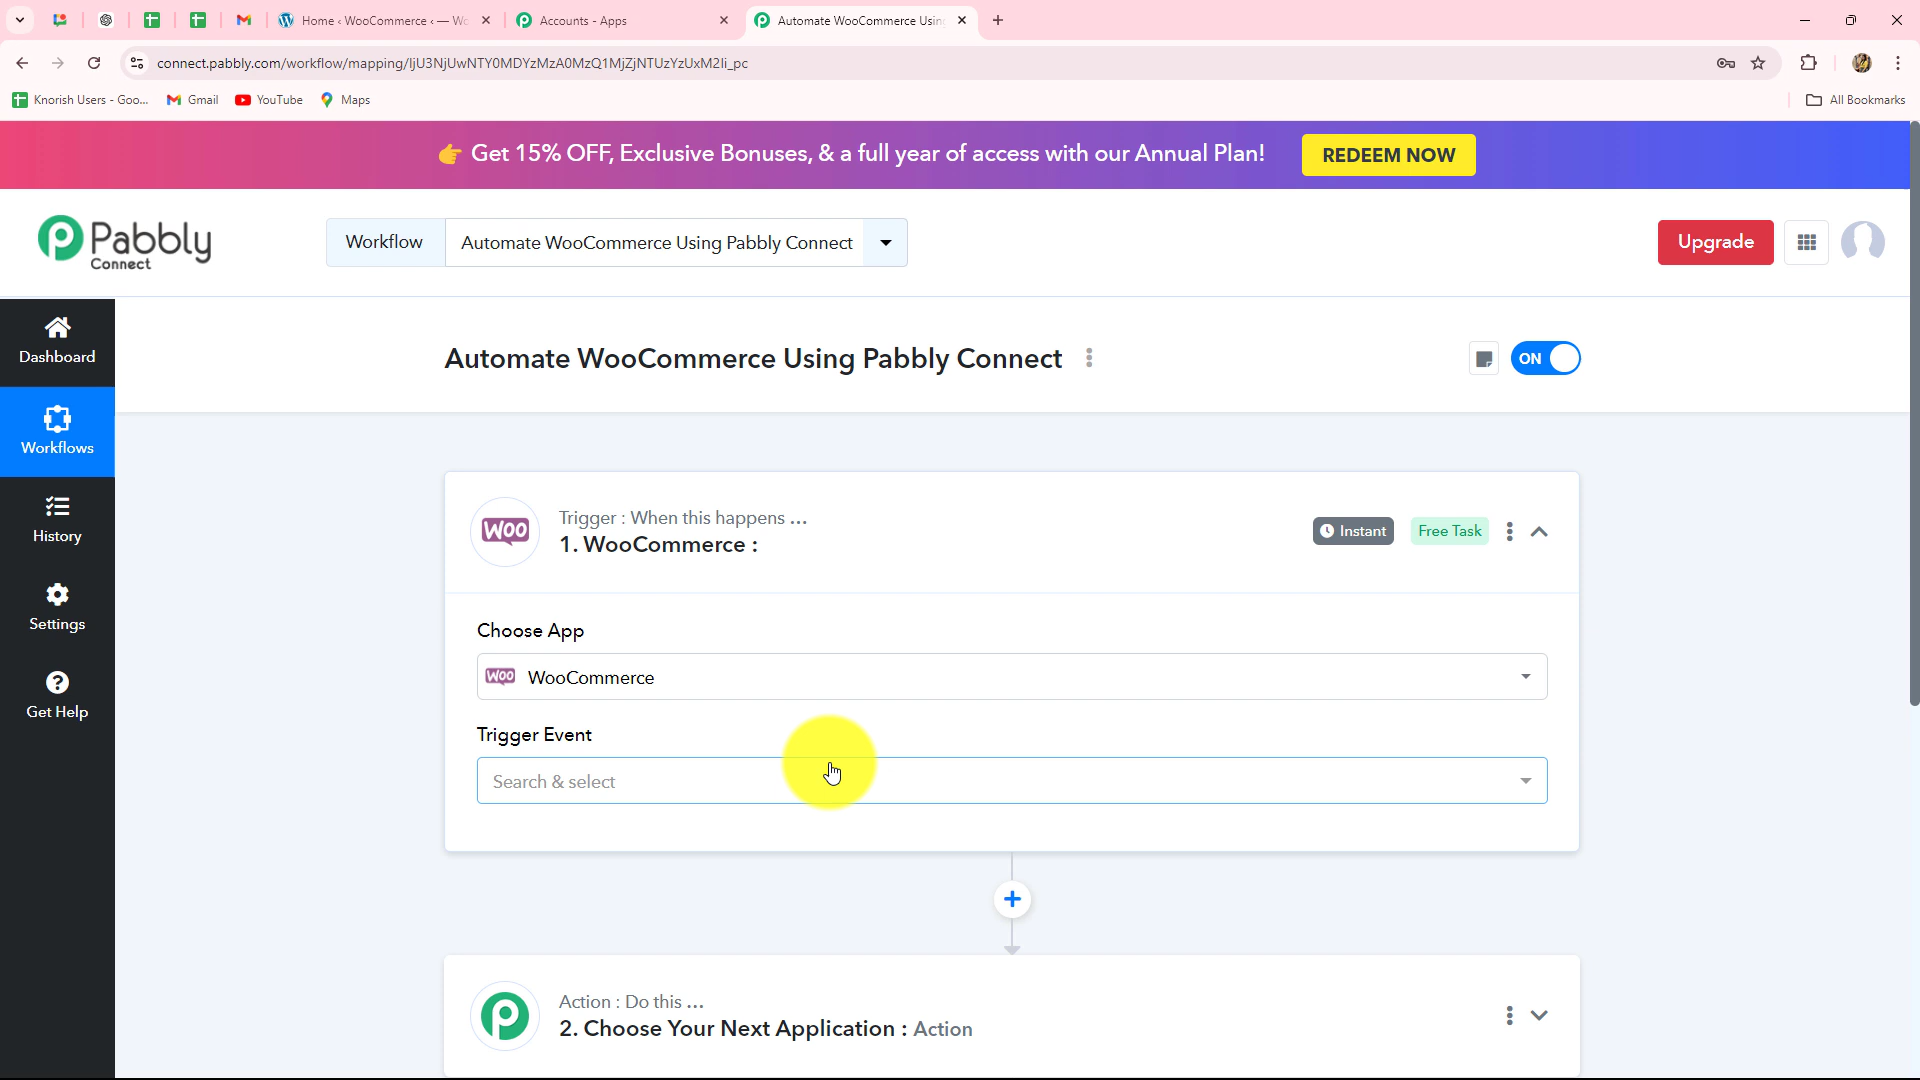 Home ‹ WooCommerce ‹ — Wo
Accounts - Apps
Automate WooCommerce Usin
connect.pabbly.com/workflow/mapping/IjU3NjUwNTY0MDYzMzA0MzQ1MjZjNTUzYzUxM2Ii_pc
Knorish Users - Goo...
Gmail
YouTube
Maps
All Bookmarks
Get 15% OFF, Exclusive Bonuses, & a full year of access with our Annual Plan!
REDEEM NOW
Pabbly
Connect
Workflow
Automate WooCommerce Using Pabbly Connect
Upgrade
Dashboard
Workflows
History
Settings
Get Help
Automate WooCommerce Using Pabbly Connect
ON
Woo
Trigger : When this happens ...
1. WooCommerce :
Instant
Free Task
Choose App
Woo
WooCommerce
Trigger Event
Search & select
Action : Do this ...
2. Choose Your Next Application : Action